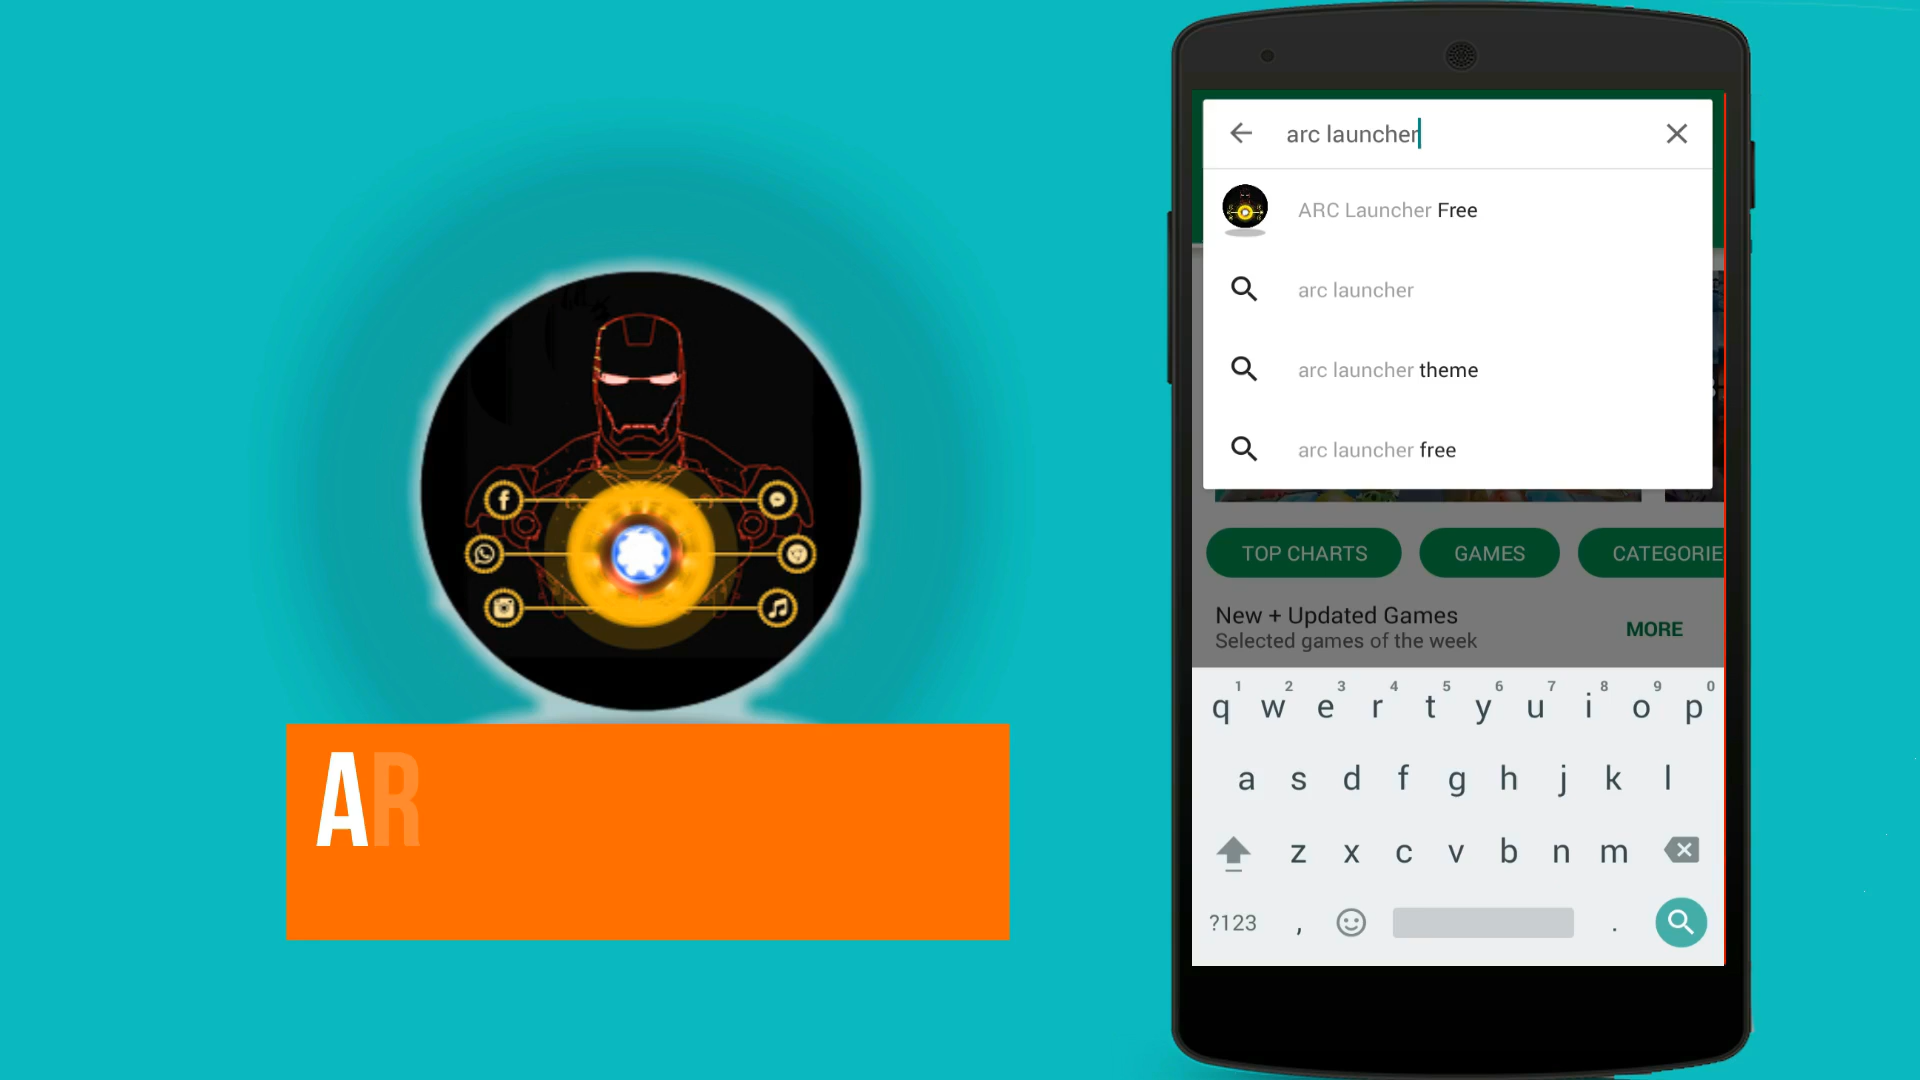 AR
arc launcher
ARC Launcher Free
arc launcher
arc launcher theme
arc launcher free
TOP CHARTS GAMES CATEGORIE
New + Updated Games
Selected games of the week
MORE
1 2 3 4 5 6 7 8 9 0
q w e r t y u i o p
a s d f g h j k l
z x c v b n m
?123 , .